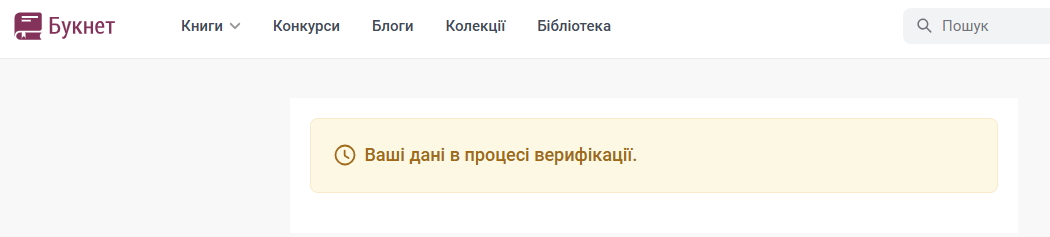 Букнет Книги Конкурси Блоги Колекції Бібліотека Пошук
Ваші дані в процесі верифікації.